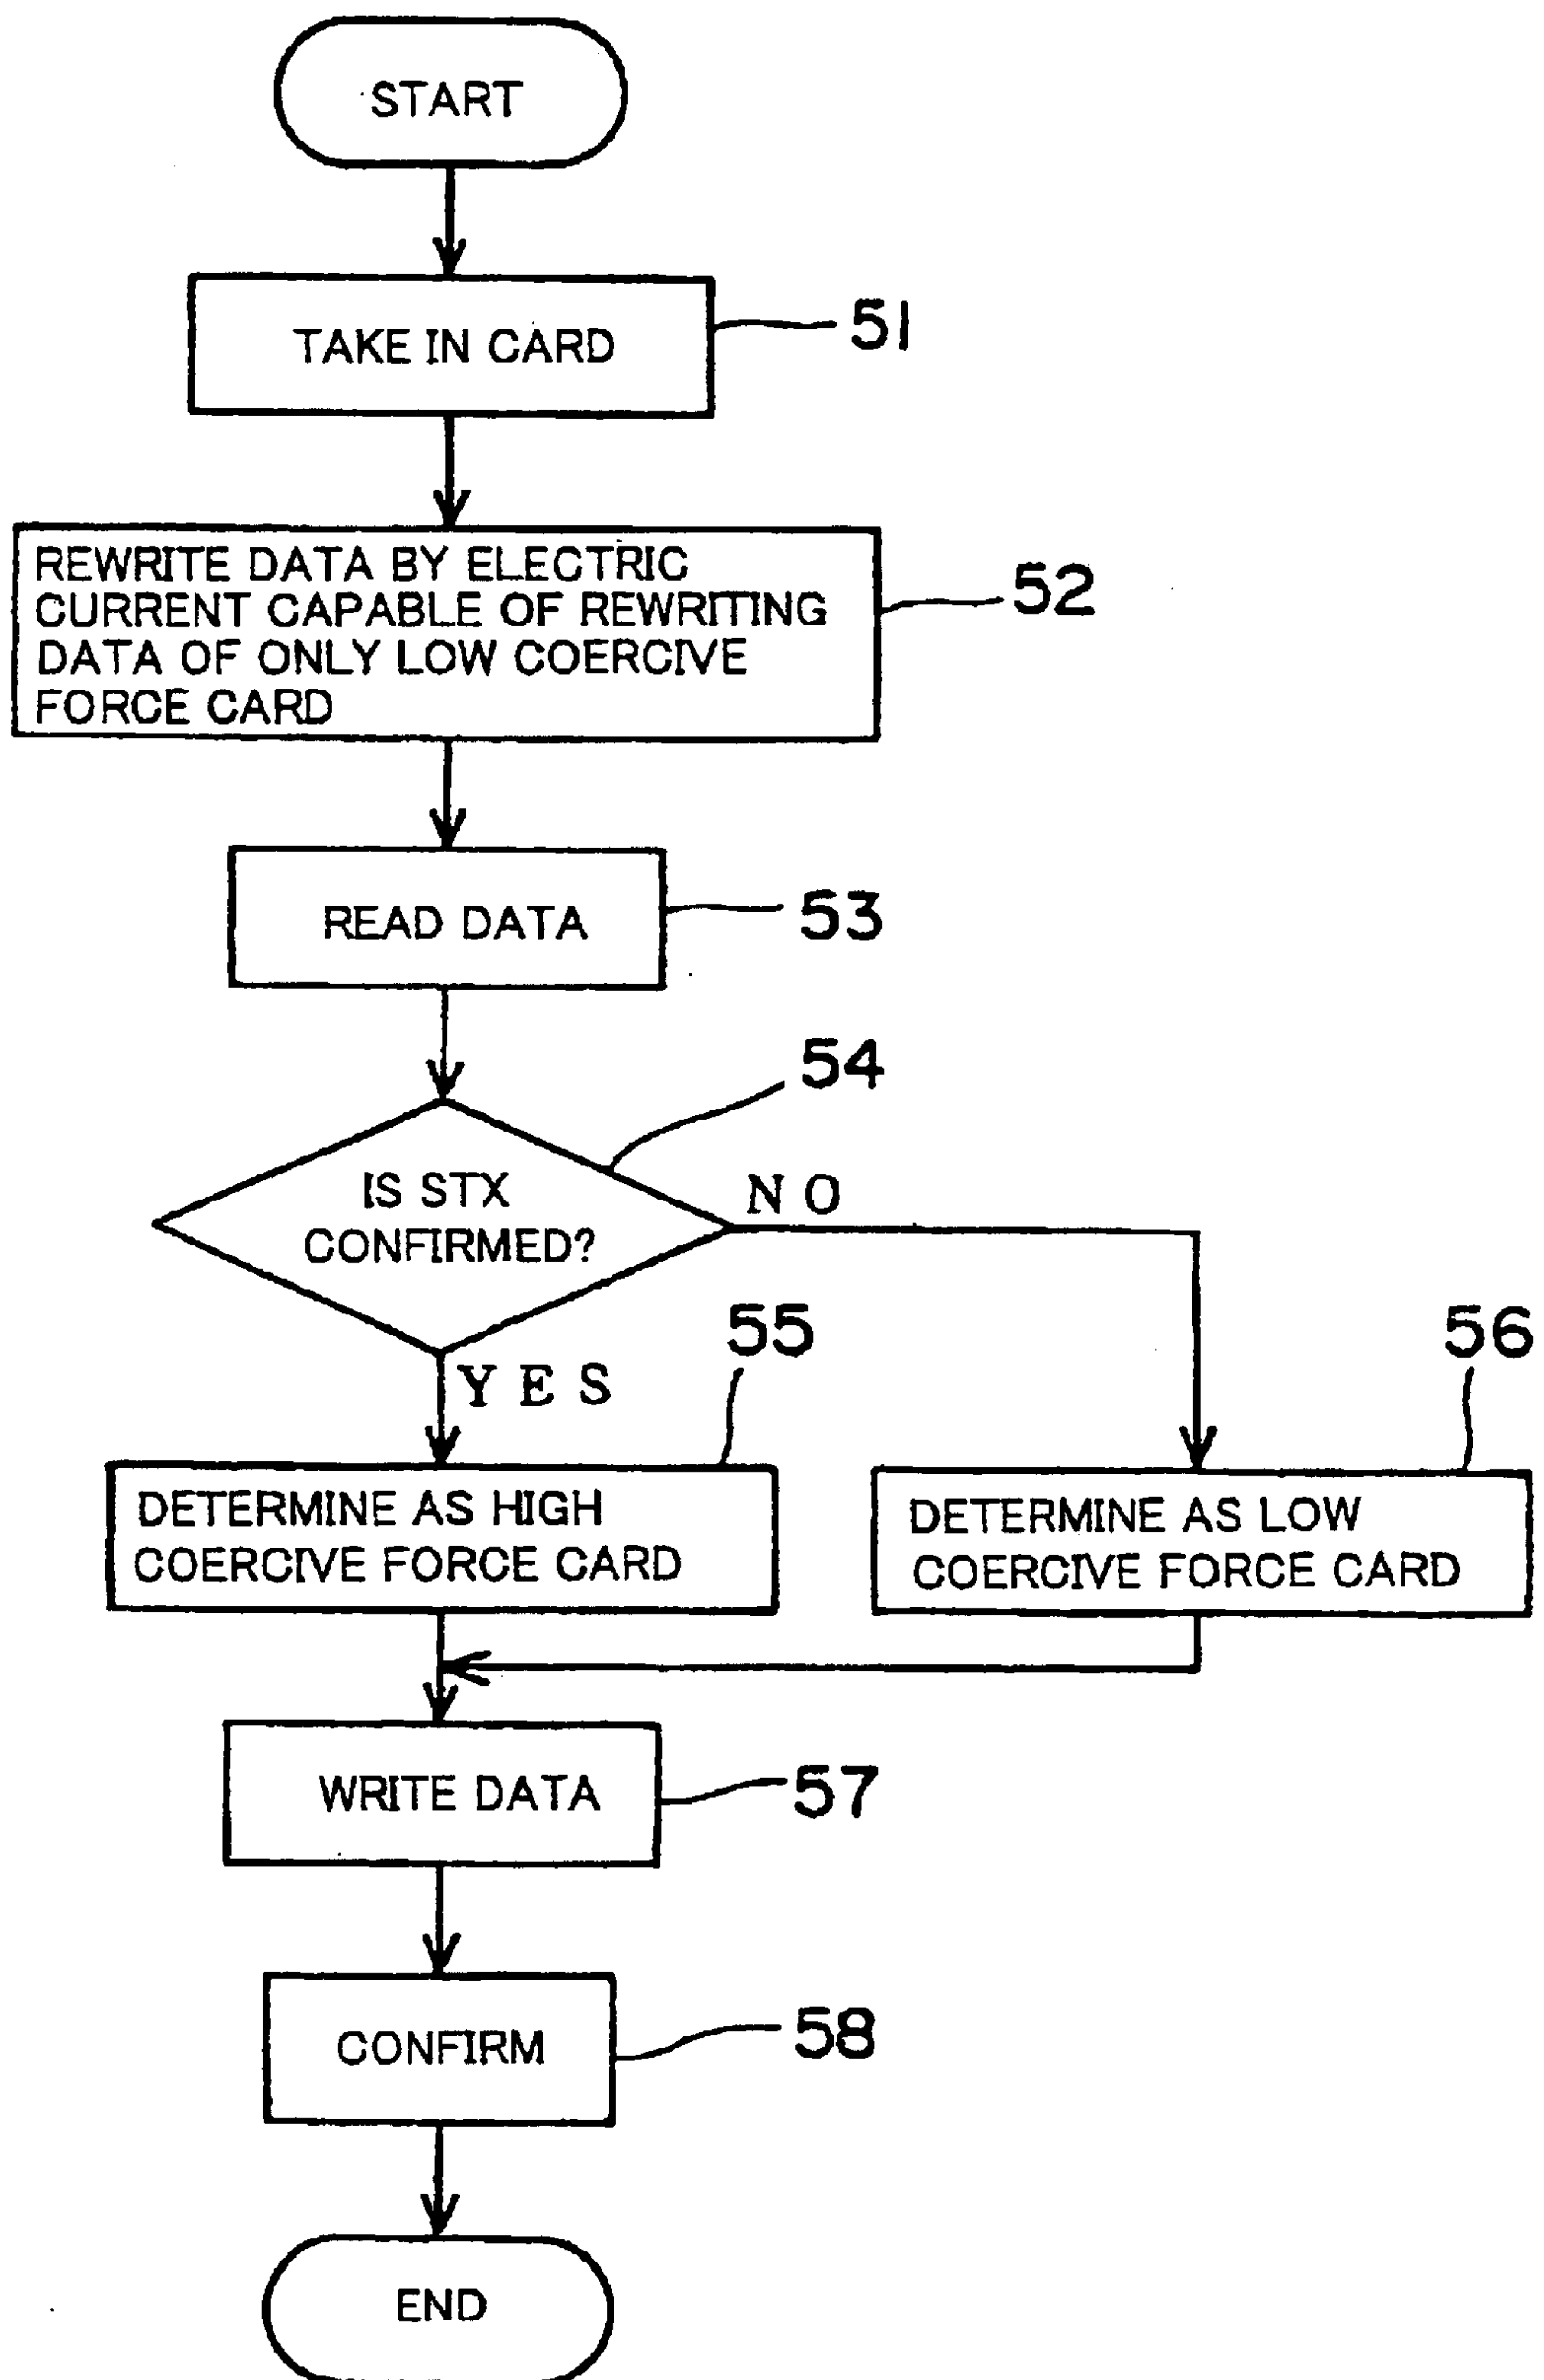 START
TAKE IN CARD
51
REWRITE DATA BY ELECTRIC
CURRENT CAPABLE OF REWRITING
DATA OF ONLY LOW COERCIVE
FORCE CARD
52
READ DATA
53
54
IS STX
CONFIRMED?
NO
YES
55
56
DETERMINE AS HIGH
COERCIVE FORCE CARD
DETERMINE AS LOW
COERCIVE FORCE CARD
WRITE DATA
57
CONFIRM
58
END